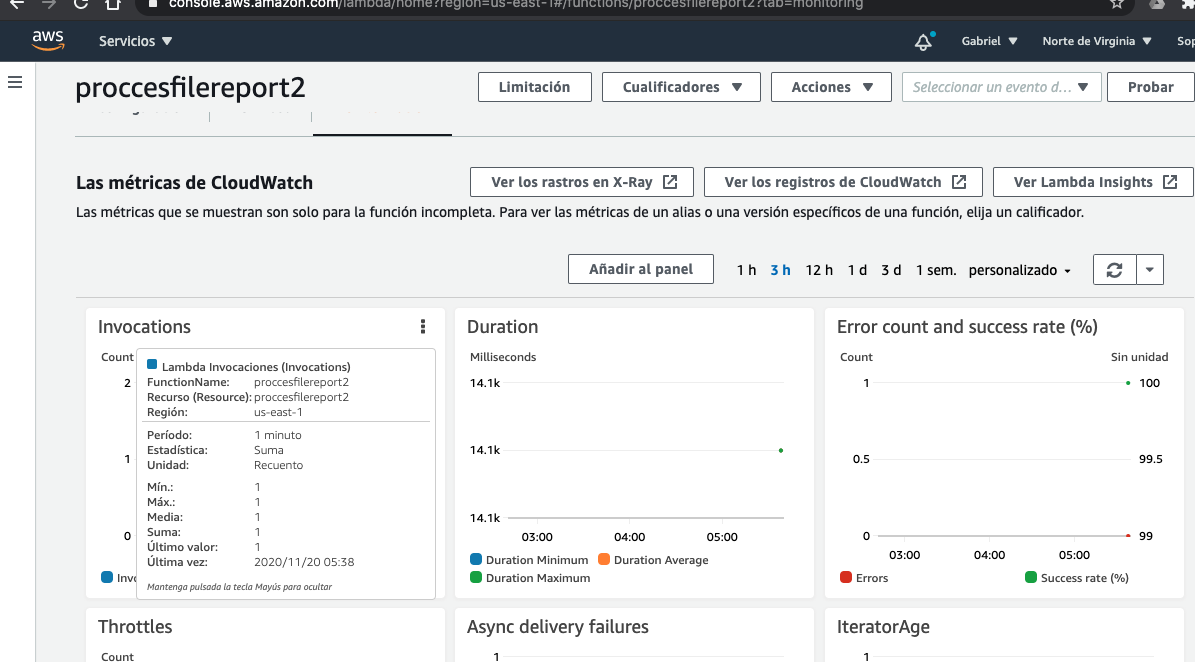 console.aws.amazon.com/lambda/home?region=us-east-1#/functions/proccesfilereport2?tab=monitoring
aws
Servicios
Gabriel
Norte de Virginia
Sop
proccesfilereport2
Limitación
Cualificadores
Acciones
Seleccionar un evento d...
Probar
Las métricas de CloudWatch
Ver los rastros en X-Ray
Ver los registros de CloudWatch
Ver Lambda Insights
Las métricas que se muestran son solo para la función incompleta. Para ver las métricas de un alias o una versión específicos de una función, elija un calificador.
Añadir al panel
1 h 3 h 12 h 1 d 3 d 1 sem. personalizado
Invocations
Count
2
1
0
Invo
Lambda Invocaciones (Invocations)
FunctionName: proccesfilereport2
Recurso (Resource): proccesfilereport2
Región: us-east-1
Período: 1 minuto
Estadística: Suma
Unidad: Recuento
Mín.: 1
Máx.: 1
Media: 1
Suma: 1
Último valor: 1
Última vez: 2020/11/20 05:38
Mantenga pulsada la tecla Mayús para ocultar
Duration
Milliseconds
14.1k
14.1k
14.1k
03:00 04:00 05:00
Duration Minimum Duration Average
Duration Maximum
Error count and success rate (%)
Count Sin unidad
1 100
0.5 99.5
0 99
03:00 04:00 05:00
Errors Success rate (%)
Throttles
Count
Async delivery failures
1
IteratorAge
1